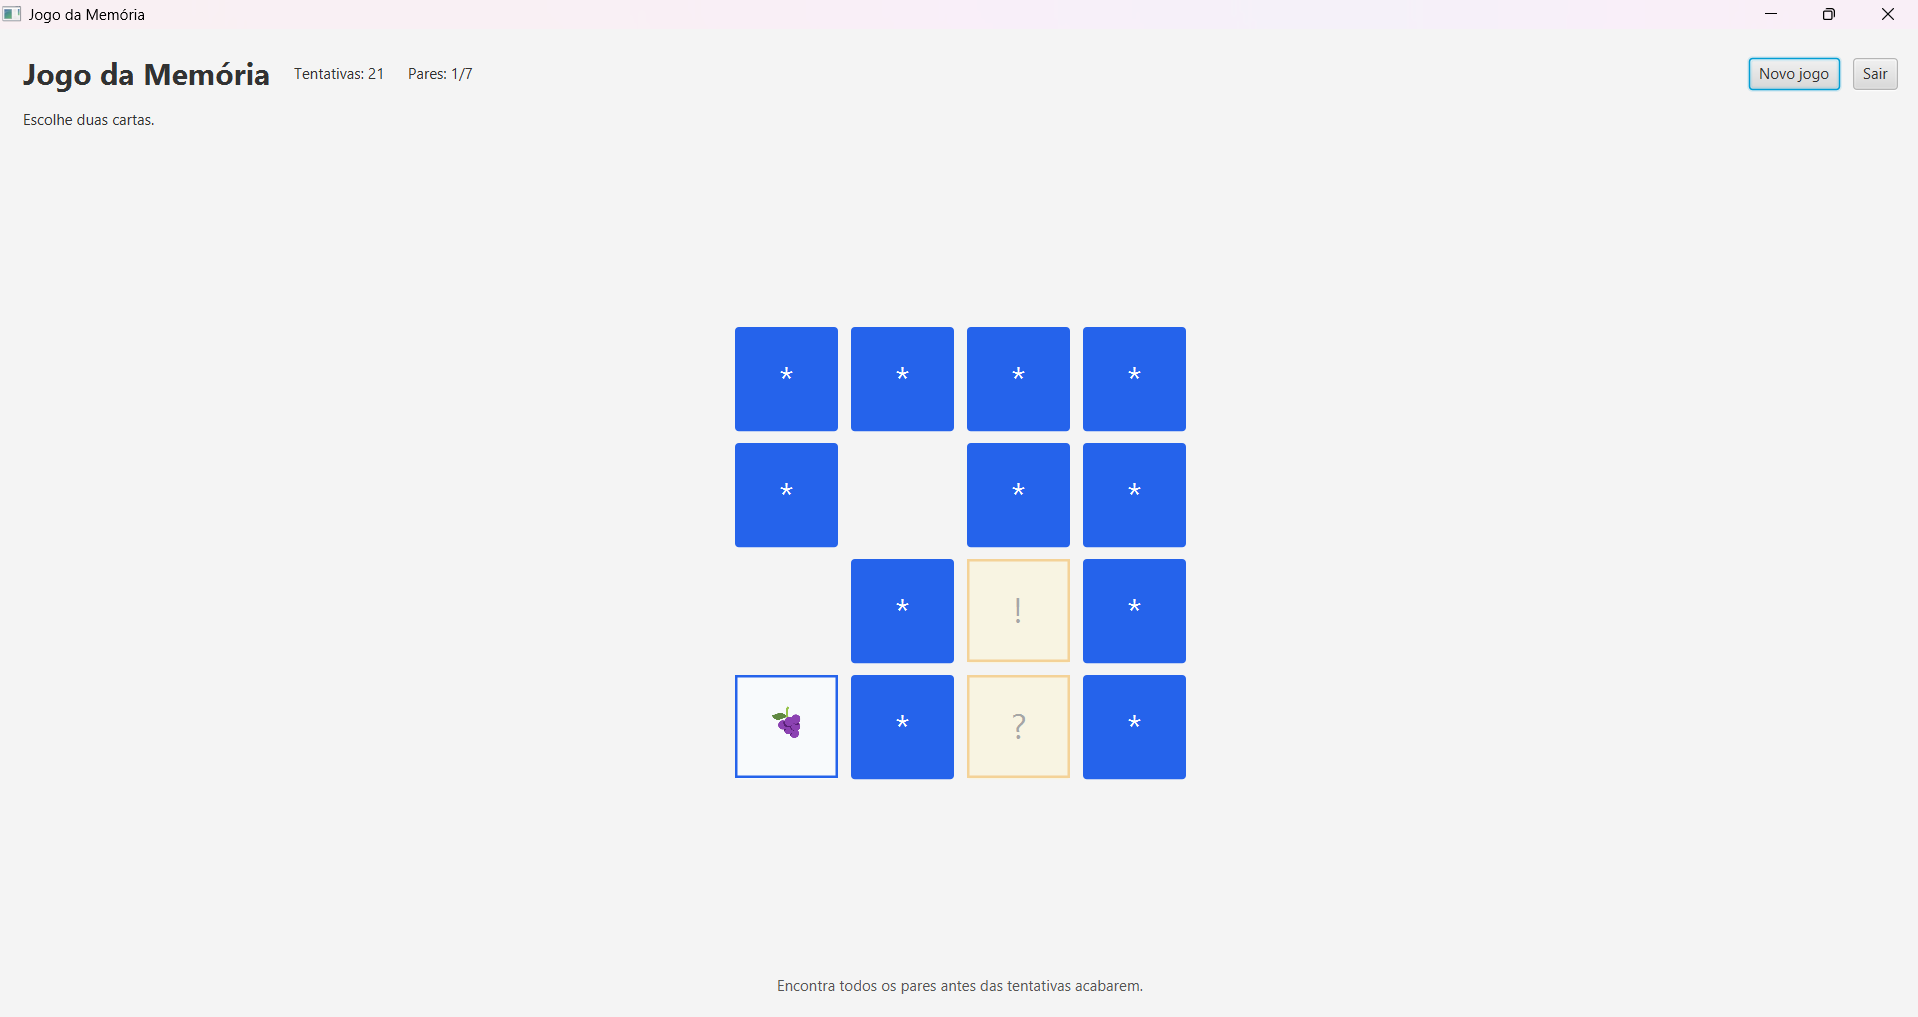 Jogo da Memória
Jogo da Memória Tentativas: 21 Pares: 1/7 Novo jogo Sair
Escolhe duas cartas.
* * * *
* * *
* ! *
* ? *
Encontra todos os pares antes das tentativas acabarem.